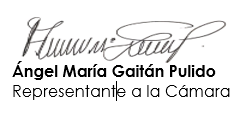 Ángel María Gaitán Pulido
Representante a la Cámara